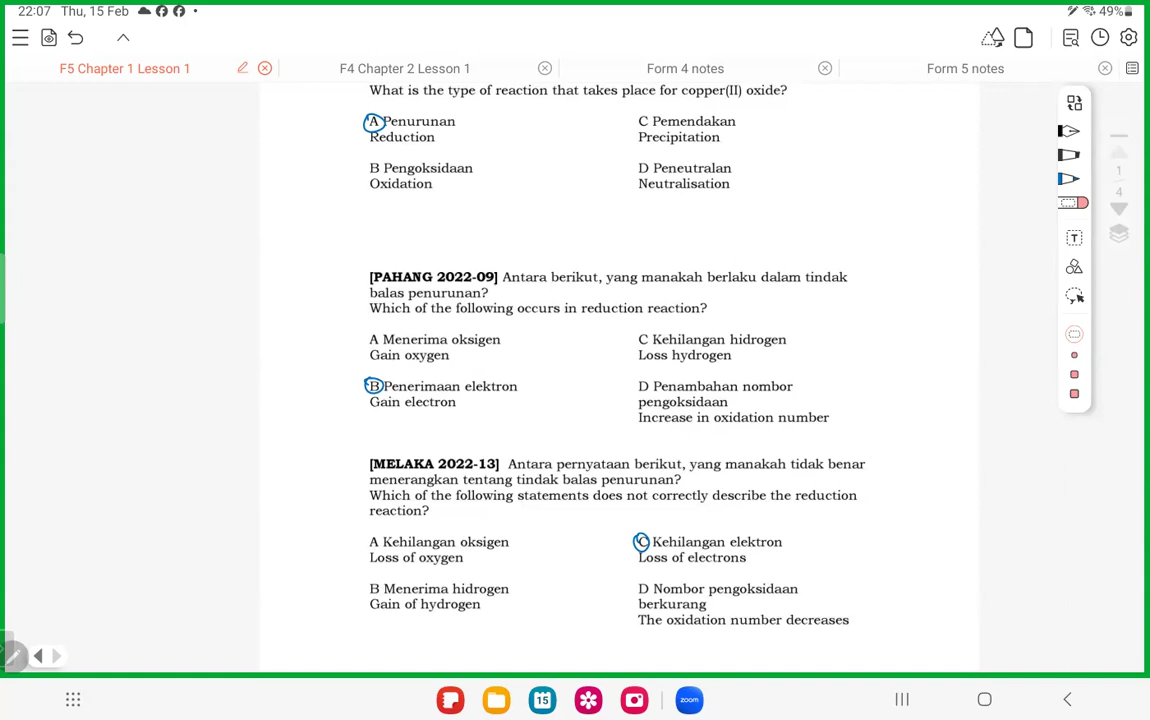 22:07 Thu, 15 Feb
49%
F5 Chapter 1 Lesson 1
F4 Chapter 2 Lesson 1
Form 4 notes
Form 5 notes
What is the type of reaction that takes place for copper(II) oxide?
A Penurunan
Reduction
C Pemendakan
Precipitation
B Pengoksidaan
Oxidation
D Peneutralan
Neutralisation
[PAHANG 2022-09] Antara berikut, yang manakah berlaku dalam tindak
balas penurunan?
Which of the following occurs in reduction reaction?
A Menerima oksigen
Gain oxygen
C Kehilangan hidrogen
Loss hydrogen
B Penerimaan elektron
Gain electron
D Penambahan nombor
pengoksidaan
Increase in oxidation number
[MELAKA 2022-13] Antara pernyataan berikut, yang manakah tidak benar
menerangkan tentang tindak balas penurunan?
Which of the following statements does not correctly describe the reduction
reaction?
A Kehilangan oksigen
Loss of oxygen
C Kehilangan elektron
Loss of electrons
B Menerima hidrogen
Gain of hydrogen
D Nombor pengoksidaan
berkurang
The oxidation number decreases
1
4
T
15
zoom